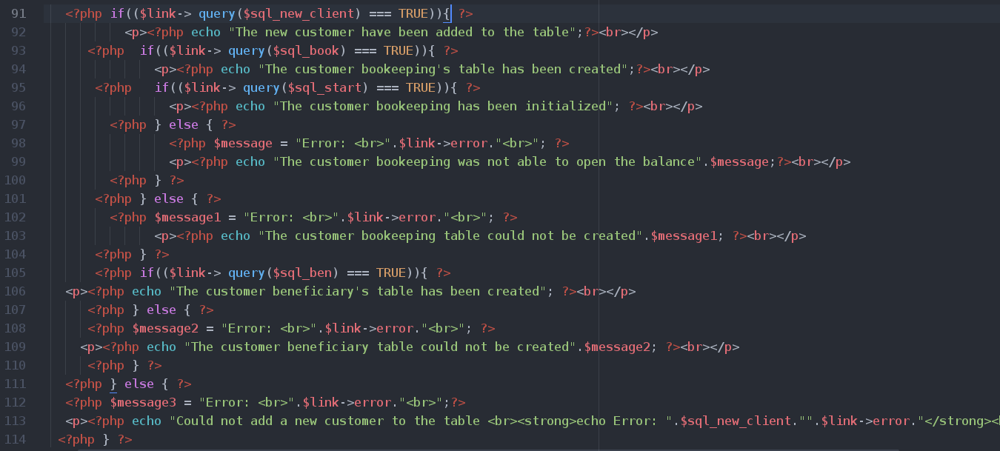 91 <?php if(($link-> query($sql_new_client) === TRUE)){ ?>
92 <p><?php echo "The new customer have been added to the table";?><br></p>
93 <?php  if(($link-> query($sql_book) === TRUE)){ ?>
94 <p><?php echo "The customer bookeeping's table has been created";?><br></p>
95 <?php   if(($link-> query($sql_start) === TRUE)){ ?>
96 <p><?php echo "The customer bookeeping has been initialized"; ?><br></p>
97 <?php } else { ?>
98 <?php $message = "Error: <br>".$link->error."<br>"; ?>
99 <p><?php echo "The customer bookeeping was not able to open the balance".$message;?><br></p>
100 <?php } ?>
101 <?php } else { ?>
102 <?php $message1 = "Error: <br>".$link->error."<br>"; ?>
103 <p><?php echo "The customer bookeeping table could not be created".$message1; ?><br></p>
104 <?php } ?>
105 <?php if(($link-> query($sql_ben) === TRUE)){ ?>
106 <p><?php echo "The customer beneficiary's table has been created"; ?><br></p>
107 <?php } else { ?>
108 <?php $message2 = "Error: <br>".$link->error."<br>"; ?>
109 <p><?php echo "The customer beneficiary table could not be created".$message2; ?><br></p>
110 <?php } ?>
111 <?php } else { ?>
112 <?php $message3 = "Error: <br>".$link->error."<br>";?>
113 <p><?php echo "Could not add a new customer to the table <br><strong>echo Error: ".$sql_new_client."".$link->error."</strong><
114 <?php } ?>